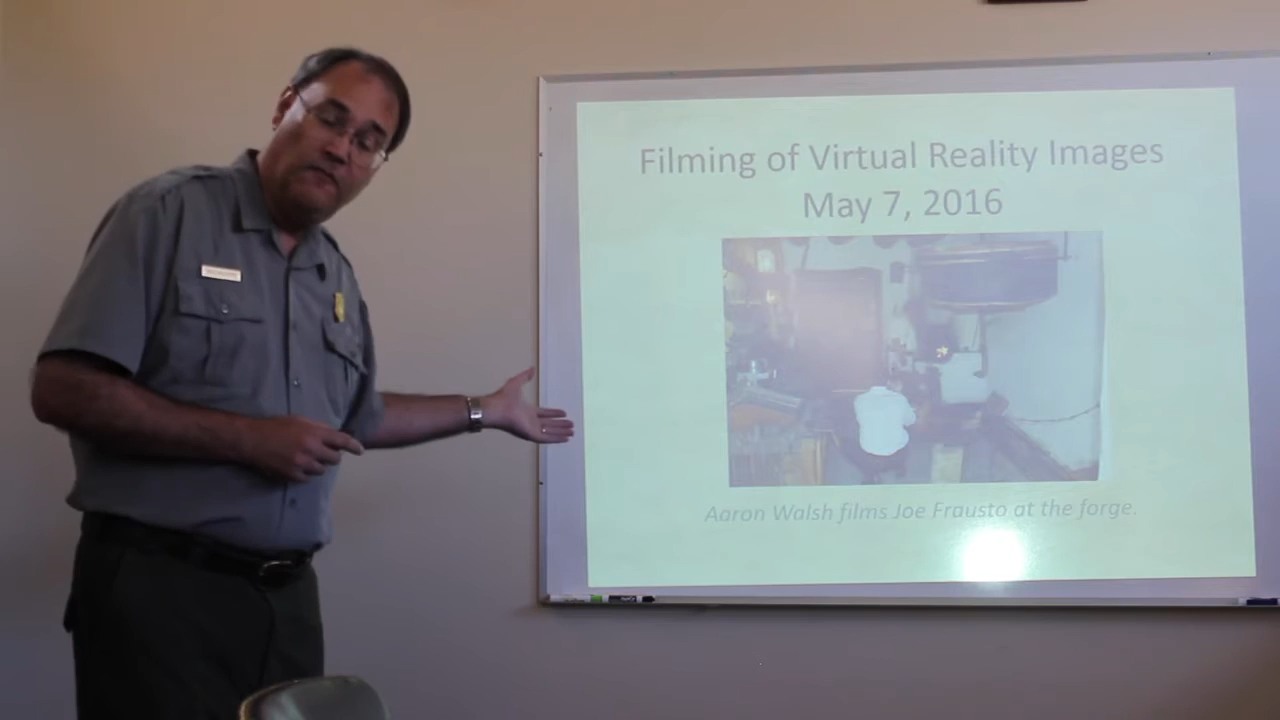 Filming of Virtual Reality Images
May 7, 2016
Aaron Walsh films Joe Frausto at the forge.